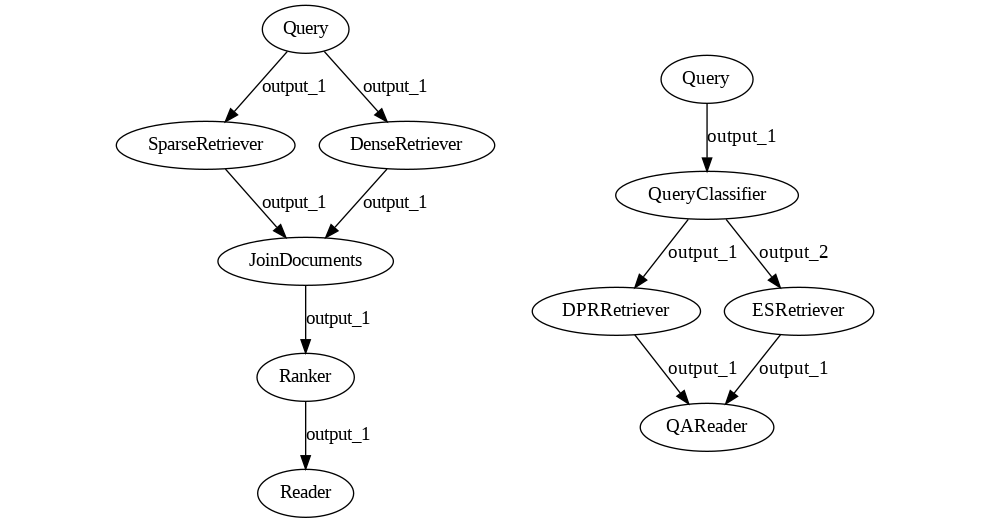 Query
output_1
output_1
SparseRetriever
DenseRetriever
output_1
output_1
JoinDocuments
output_1
Ranker
output_1
Reader
Query
output_1
QueryClassifier
output_1
output_2
DPRRetriever
ESRetriever
output_1
output_1
QAReader